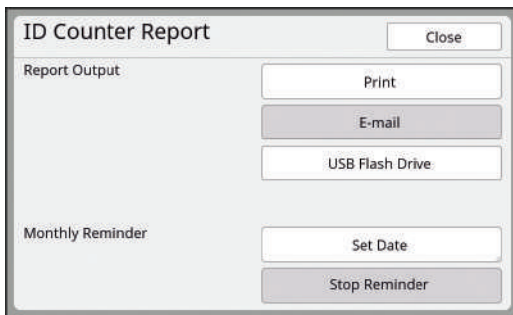 ID Counter Report
Close
Report Output
Print
E-mail
USB Flash Drive
Monthly Reminder
Set Date
Stop Reminder